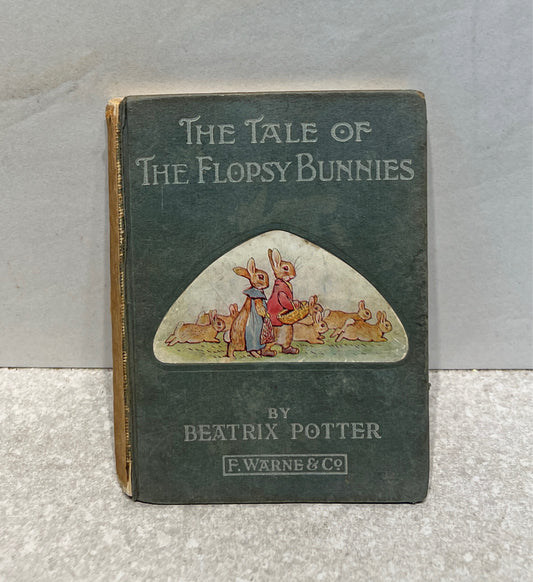 THE TALE OF
THE FLOPSY BUNNIES
BY
BEATRIX POTTER
F. WARNE & Co